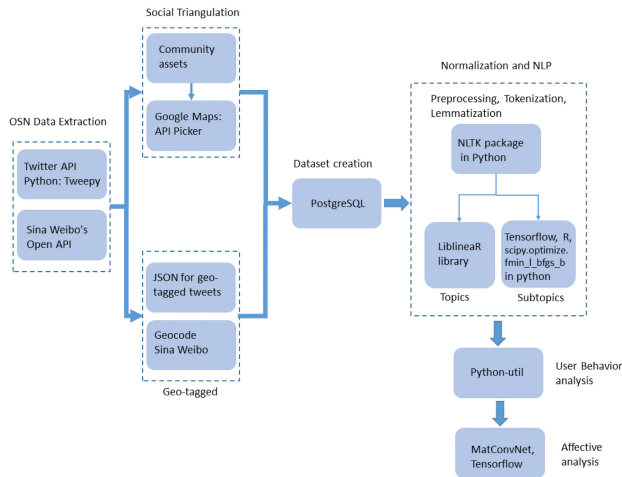 Social Triangulation
Community
assets
Google Maps:
API Picker
OSN Data Extraction
Twitter API
Python: Tweepy
Sina Weibo's
Open API
JSON for geo-
tagged tweets
Geocode
Sina Weibo
Geo-tagged
Dataset creation
PostgreSQL
Normalization and NLP
Preprocessing, Tokenization,
Lemmatization
NLTK package
in Python
LiblineaR
library
Topics
Tensorflow, R,
scipy.optimize.
fmin_l_bfgs_b
in python
Subtopics
Python-util
User Behavior
analysis
MatConvNet,
Tensorflow
Affective
analysis